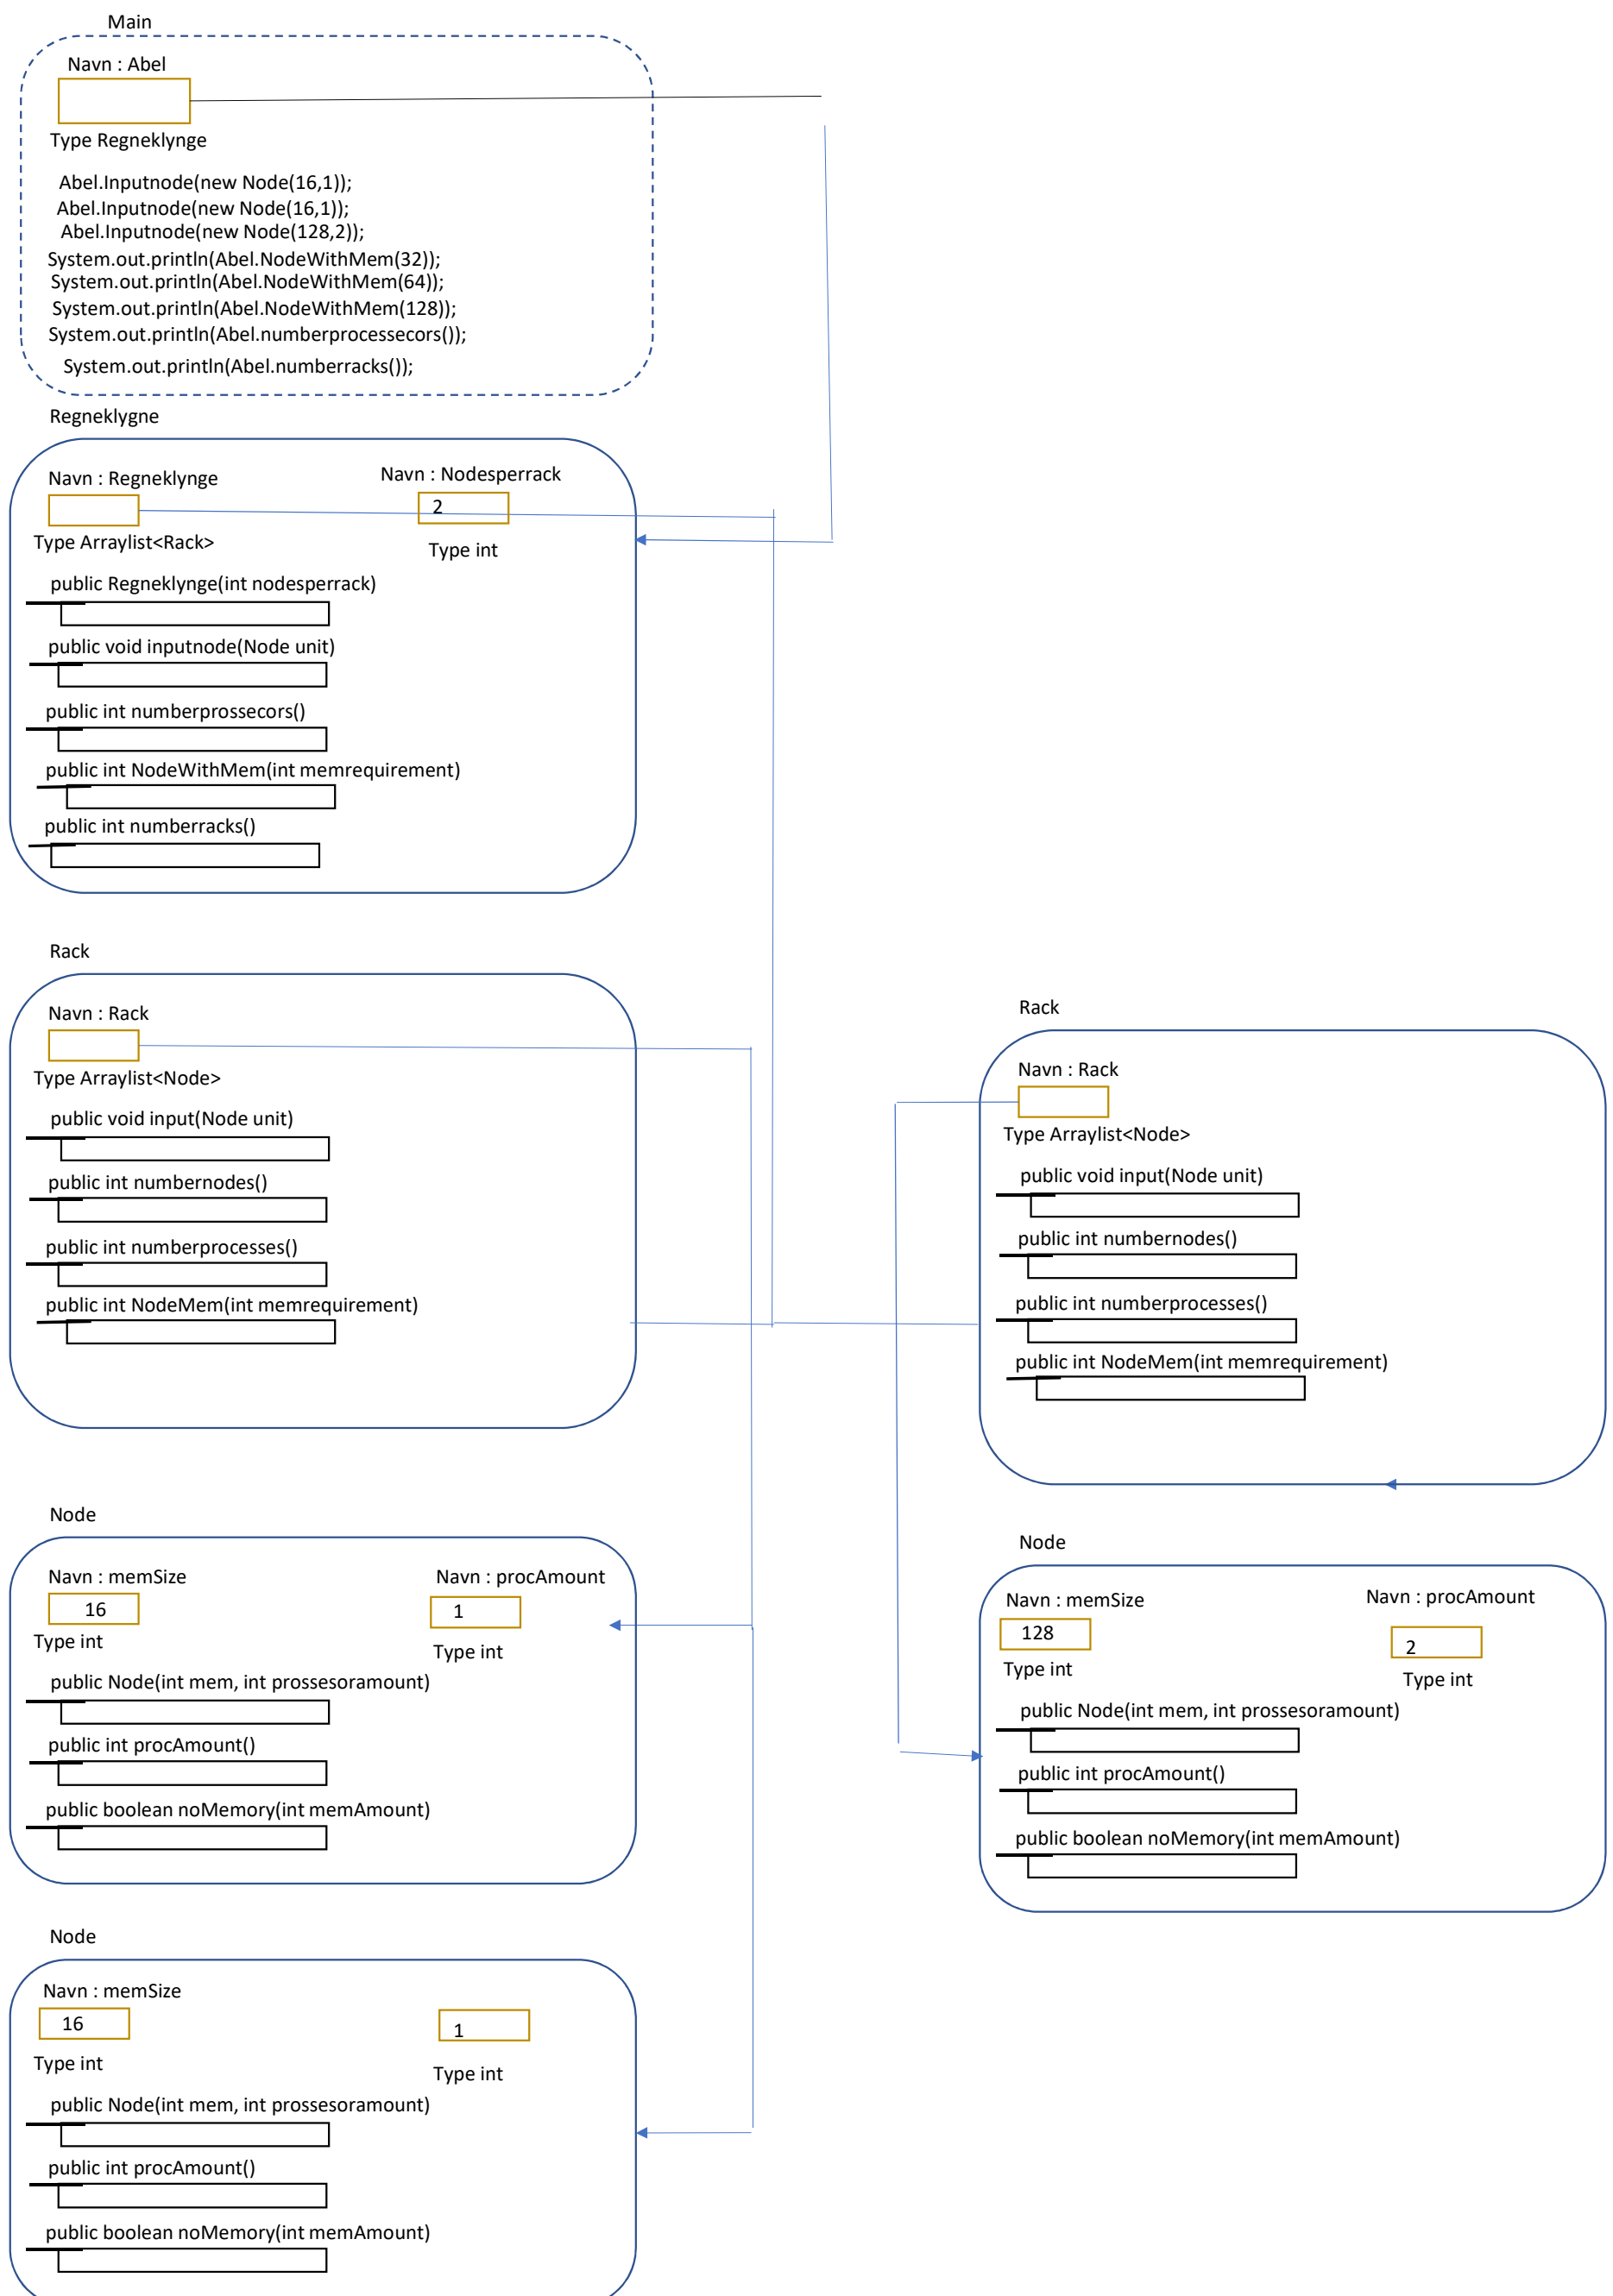 Main
Navn : Abel
Type Regneklynge
Abel.Inputnode(new Node(16,1));
Abel.Inputnode(new Node(16,1));
Abel.Inputnode(new Node(128,2));
System.out.println(Abel.NodeWithMem(32));
System.out.println(Abel.NodeWithMem(64));
System.out.println(Abel.NodeWithMem(128));
System.out.println(Abel.numberprocessecors());
System.out.println(Abel.numberracks());
Regneklygne
Navn : Regneklynge
Type Arraylist<Rack>
Navn : Nodesperrack
2
Type int
public Regneklynge(int nodesperrack)
public void inputnode(Node unit)
public int numberprossecors()
public int NodeWithMem(int memrequirement)
public int numberracks()
Rack
Navn : Rack
Type Arraylist<Node>
public void input(Node unit)
public int numbernodes()
public int numberprocesses()
public int NodeMem(int memrequirement)
Rack
Navn : Rack
Type Arraylist<Node>
public void input(Node unit)
public int numbernodes()
public int numberprocesses()
public int NodeMem(int memrequirement)
Node
Navn : memSize
16
Type int
Navn : procAmount
1
Type int
public Node(int mem, int prossesoramount)
public int procAmount()
public boolean noMemory(int memAmount)
Node
Navn : memSize
128
Type int
Navn : procAmount
2
Type int
public Node(int mem, int prossesoramount)
public int procAmount()
public boolean noMemory(int memAmount)
Node
Navn : memSize
16
Type int
1
Type int
public Node(int mem, int prossesoramount)
public int procAmount()
public boolean noMemory(int memAmount)